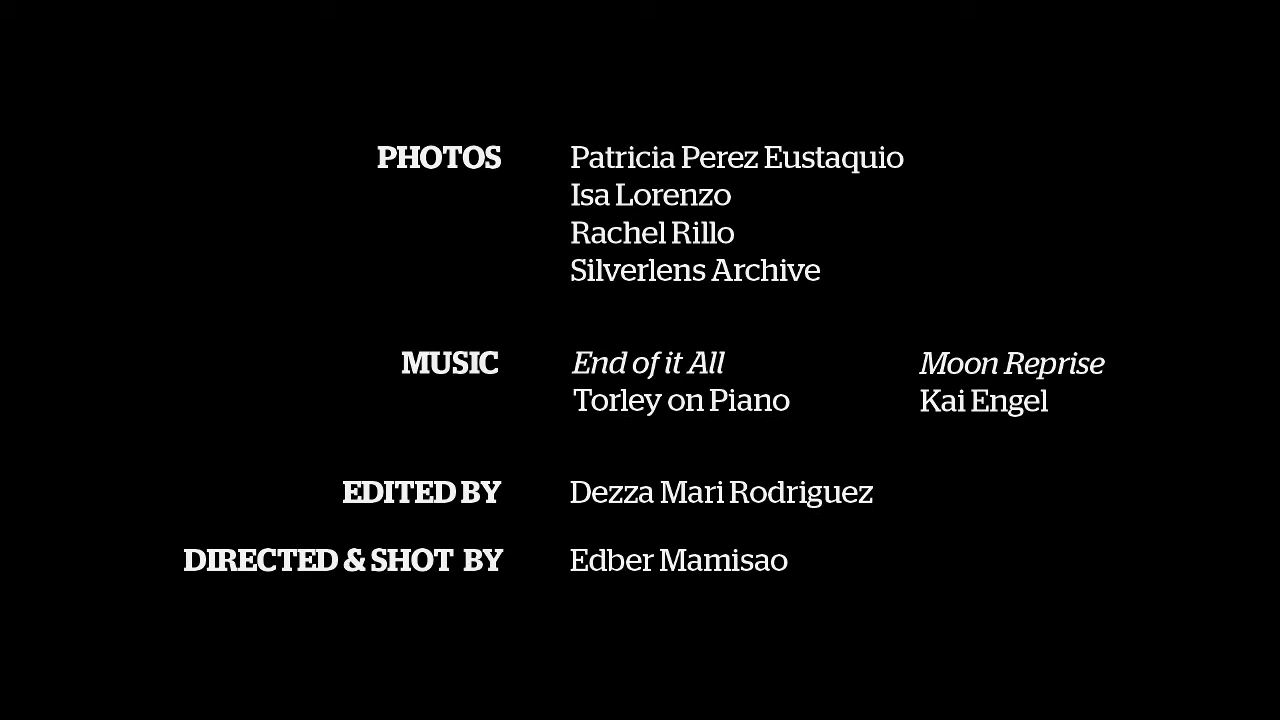 PHOTOS Patricia Perez Eustaquio
Isa Lorenzo
Rachel Rillo
Silverlens Archive
MUSIC End of it All Moon Reprise
Torley on Piano Kai Engel
EDITED BY Dezza Mari Rodriguez
DIRECTED & SHOT BY Edber Mamisao